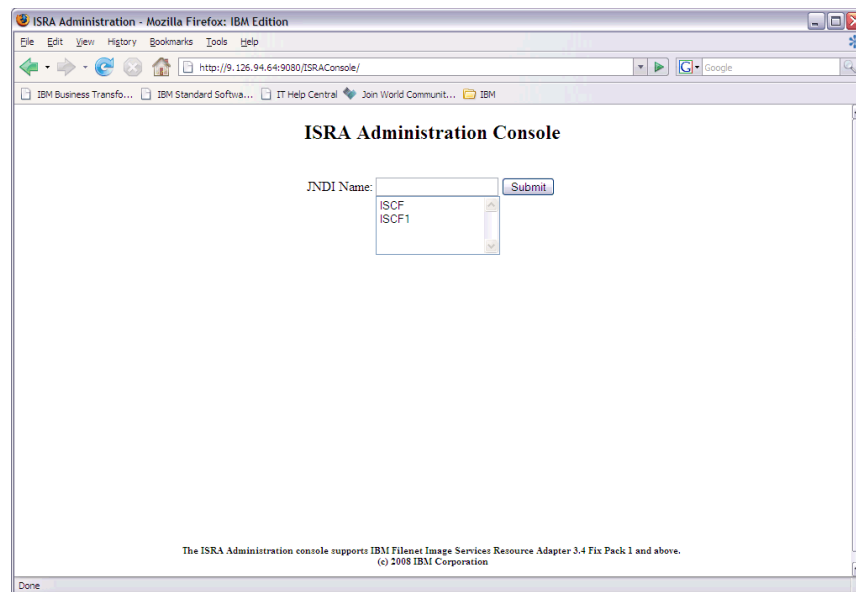 ISRA Administration - Mozilla Firefox: IBM Edition
File Edit View History Bookmarks Tools Help
http://9.126.94.64:9080/ISRAConsole/
G Google
IBM Business Transfo... IBM Standard Softwa... IT Help Central Join World Communit... IBM
ISRA Administration Console
JNDI Name: Submit
ISCF
ISCF1
The ISRA Administration console supports IBM Filenet Image Services Resource Adapter 3.4 Fix Pack 1 and above.
(c) 2008 IBM Corporation
Done